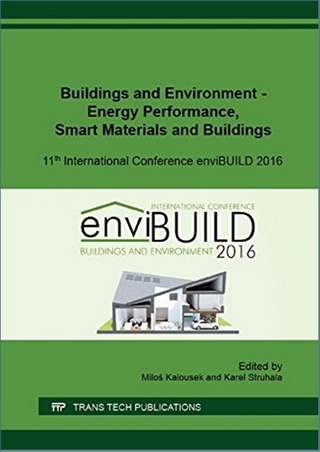 Buildings and Environment -
Energy Performance,
Smart Materials and Buildings
11th International Conference enviBUILD 2016
INTERNATIONAL CONFERENCE
enviBUILD
BUILDINGS AND ENVIRONMENT 2016
Edited by
Miloš Kalousek and Karel Struhala
TTP TRANS TECH PUBLICATIONS